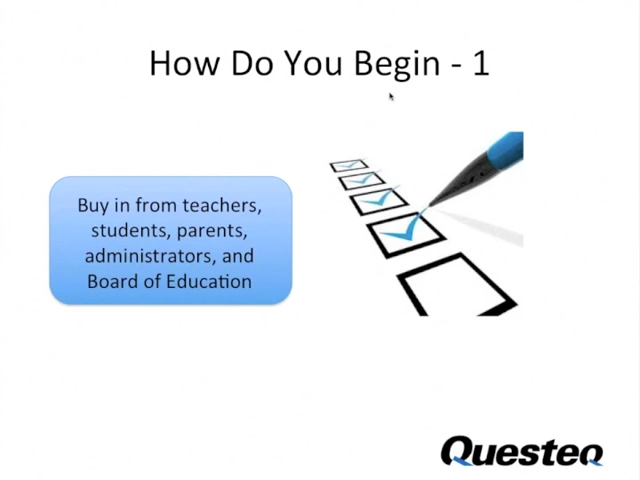 How Do You Begin - 1
Buy in from teachers,
students, parents,
administrators, and
Board of Education
Questeq